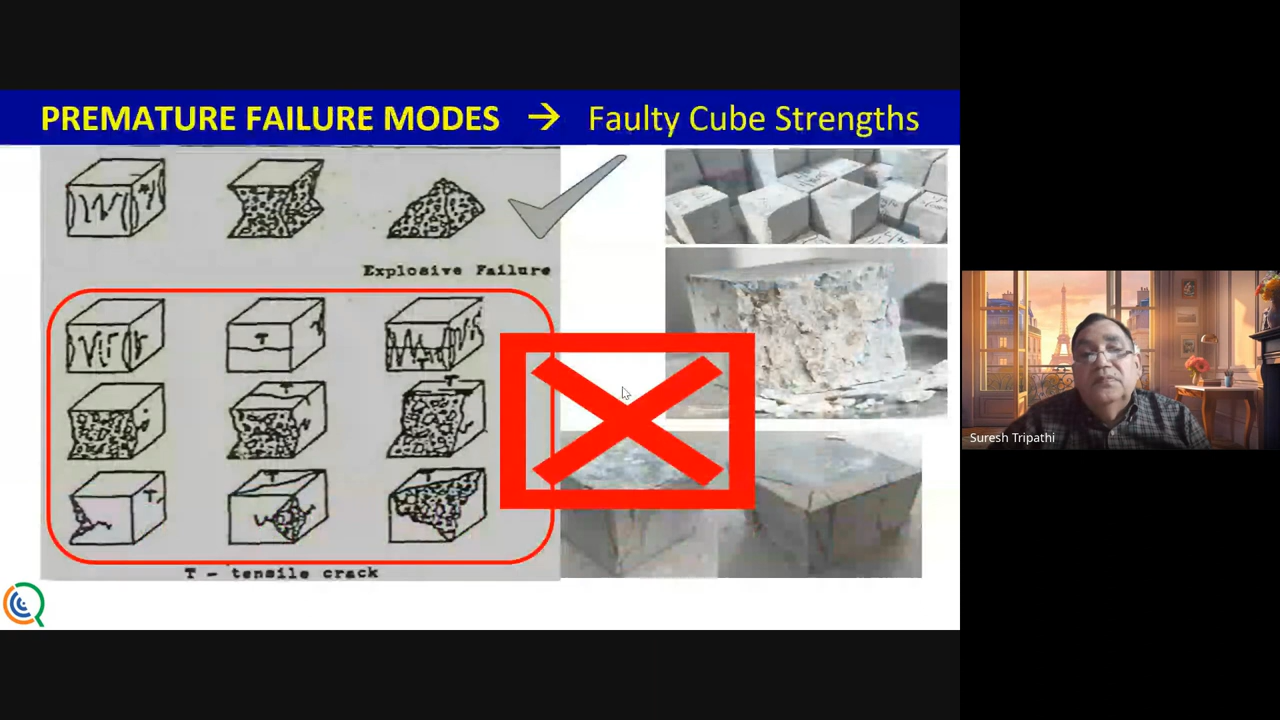 PREMATURE FAILURE MODES → Faulty Cube Strengths
Explosive Failure
T
T
T
T
T
T
T
T - tensile crack
Suresh Tripathi